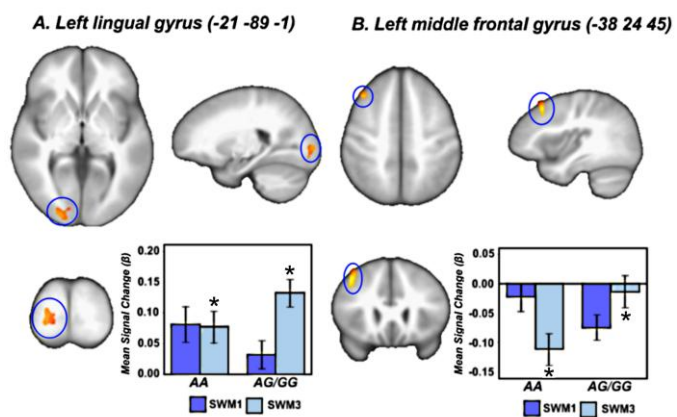 A. Left lingual gyrus (-21 -89 -1)
B. Left middle frontal gyrus (-38 24 45)
Mean Signal Change (β)
0.20
0.15
0.10
0.05
0.00
*
*
AA
AG/GG
SWM1
SWM3
Mean Signal Change (β)
0.05
0.00
-0.05
-0.10
-0.15
*
*
AA
AG/GG
SWM1
SWM3